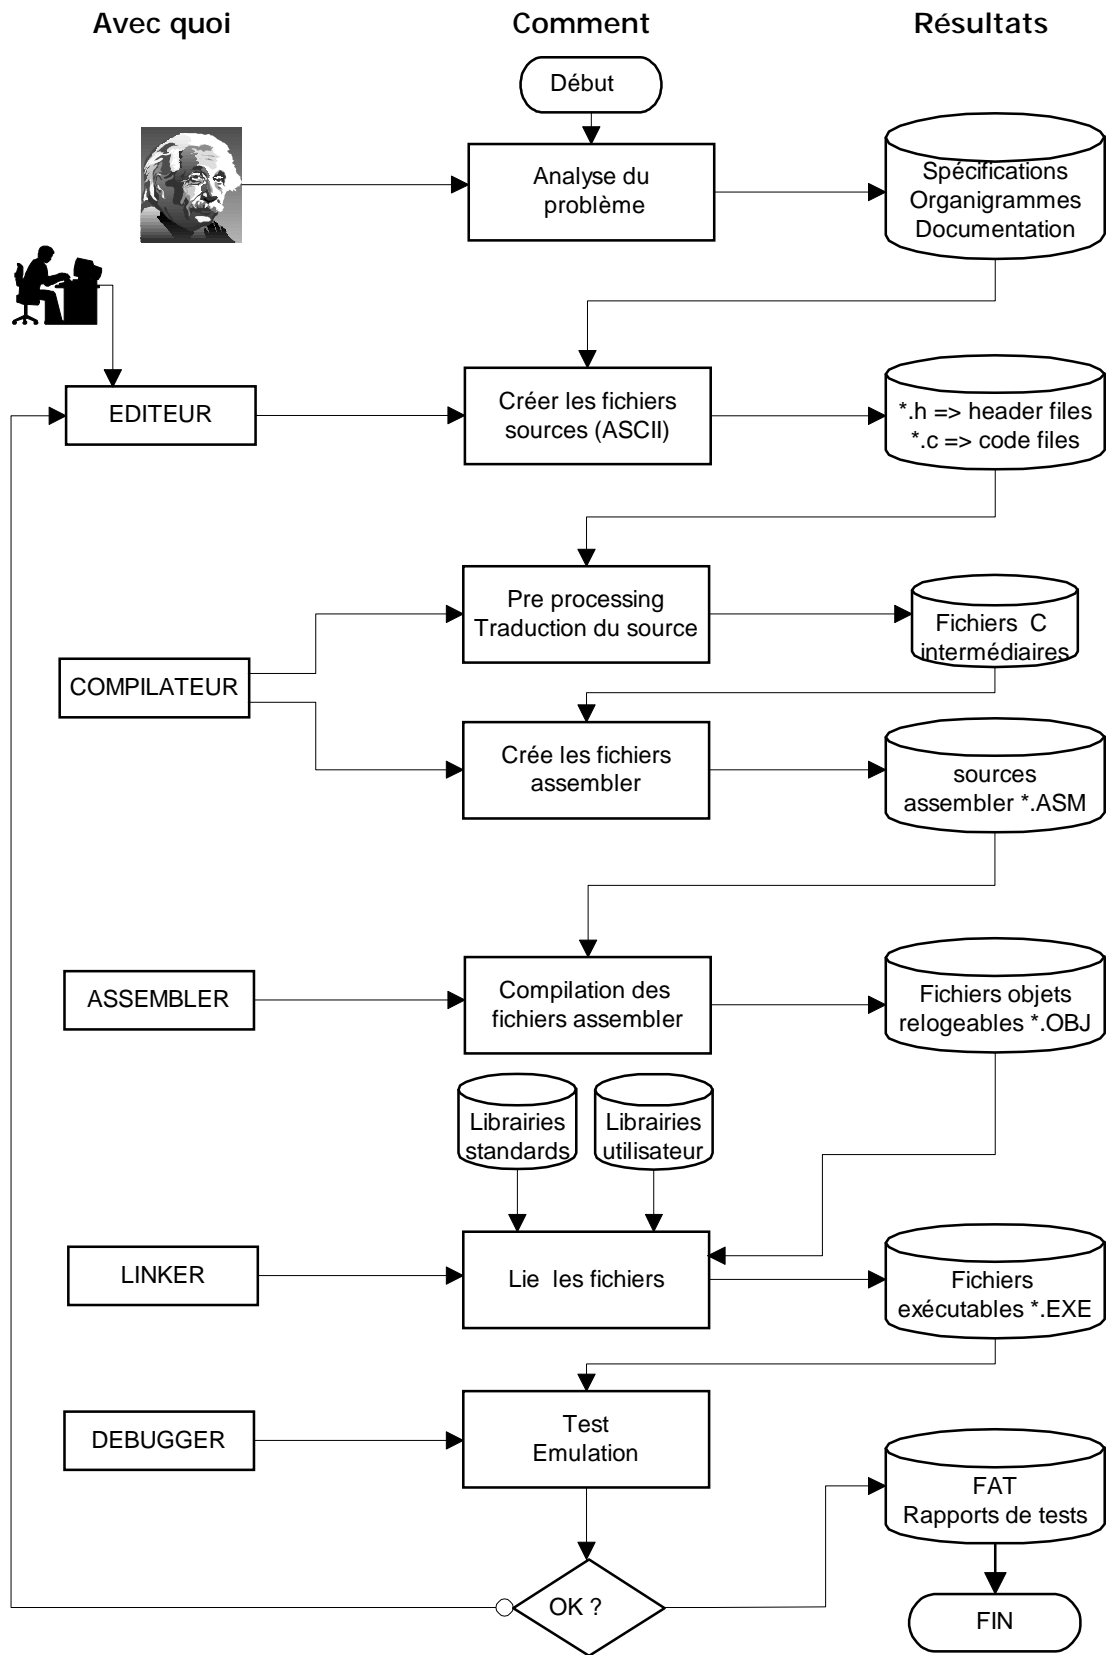 Avec quoi
Comment
Résultats
Début
Analyse du
problème
Spécifications
Organigrammes
Documentation
EDITEUR
Créer les fichiers
sources (ASCII)
*.h => header files
*.c => code files
COMPILATEUR
Pre processing
Traduction du source
Fichiers C
intermédiaires
Crée les fichiers
assembler
sources
assembler *.ASM
ASSEMBLER
Compilation des
fichiers assembler
Fichiers objets
relogeables *.OBJ
Librairies
standards
Librairies
utilisateur
LINKER
Lie les fichiers
Fichiers
exécutables *.EXE
DEBUGGER
Test
Emulation
FAT
Rapports de tests
OK ?
FIN